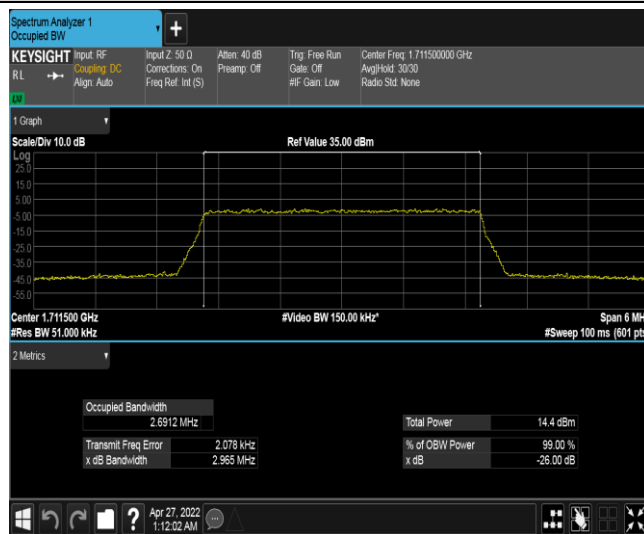 Spectrum Analyzer 1
Occupied BW
+
KEYSIGHT
RL
Input: RF
Coupling: DC
Align: Auto
Input Z: 50 Ω
Corrections: On
Freq Ref: Int (S)
Atten: 40 dB
Preamp: Off
Trig: Free Run
Gate: Off
#IF Gain: Low
Center Freq: 1.711500000 GHz
Avg|Hold: 30/30
Radio Std: None
1 Graph
Scale/Div 10.0 dB
Ref Value 35.00 dBm
Log
25.0
15.0
5.00
-5.00
-15.0
-25.0
-35.0
-45.0
-55.0
Center 1.711500 GHz
#Video BW 150.00 kHz*
Span 6 MH
#Res BW 51.000 kHz
#Sweep 100 ms (601 pts
2 Metrics
Occupied Bandwidth
2.6912 MHz
Total Power 14.4 dBm
Transmit Freq Error 2.078 kHz
% of OBW Power 99.00 %
x dB Bandwidth 2.965 MHz
x dB -26.00 dB
?
Apr 27, 2022
1:12:02 AM